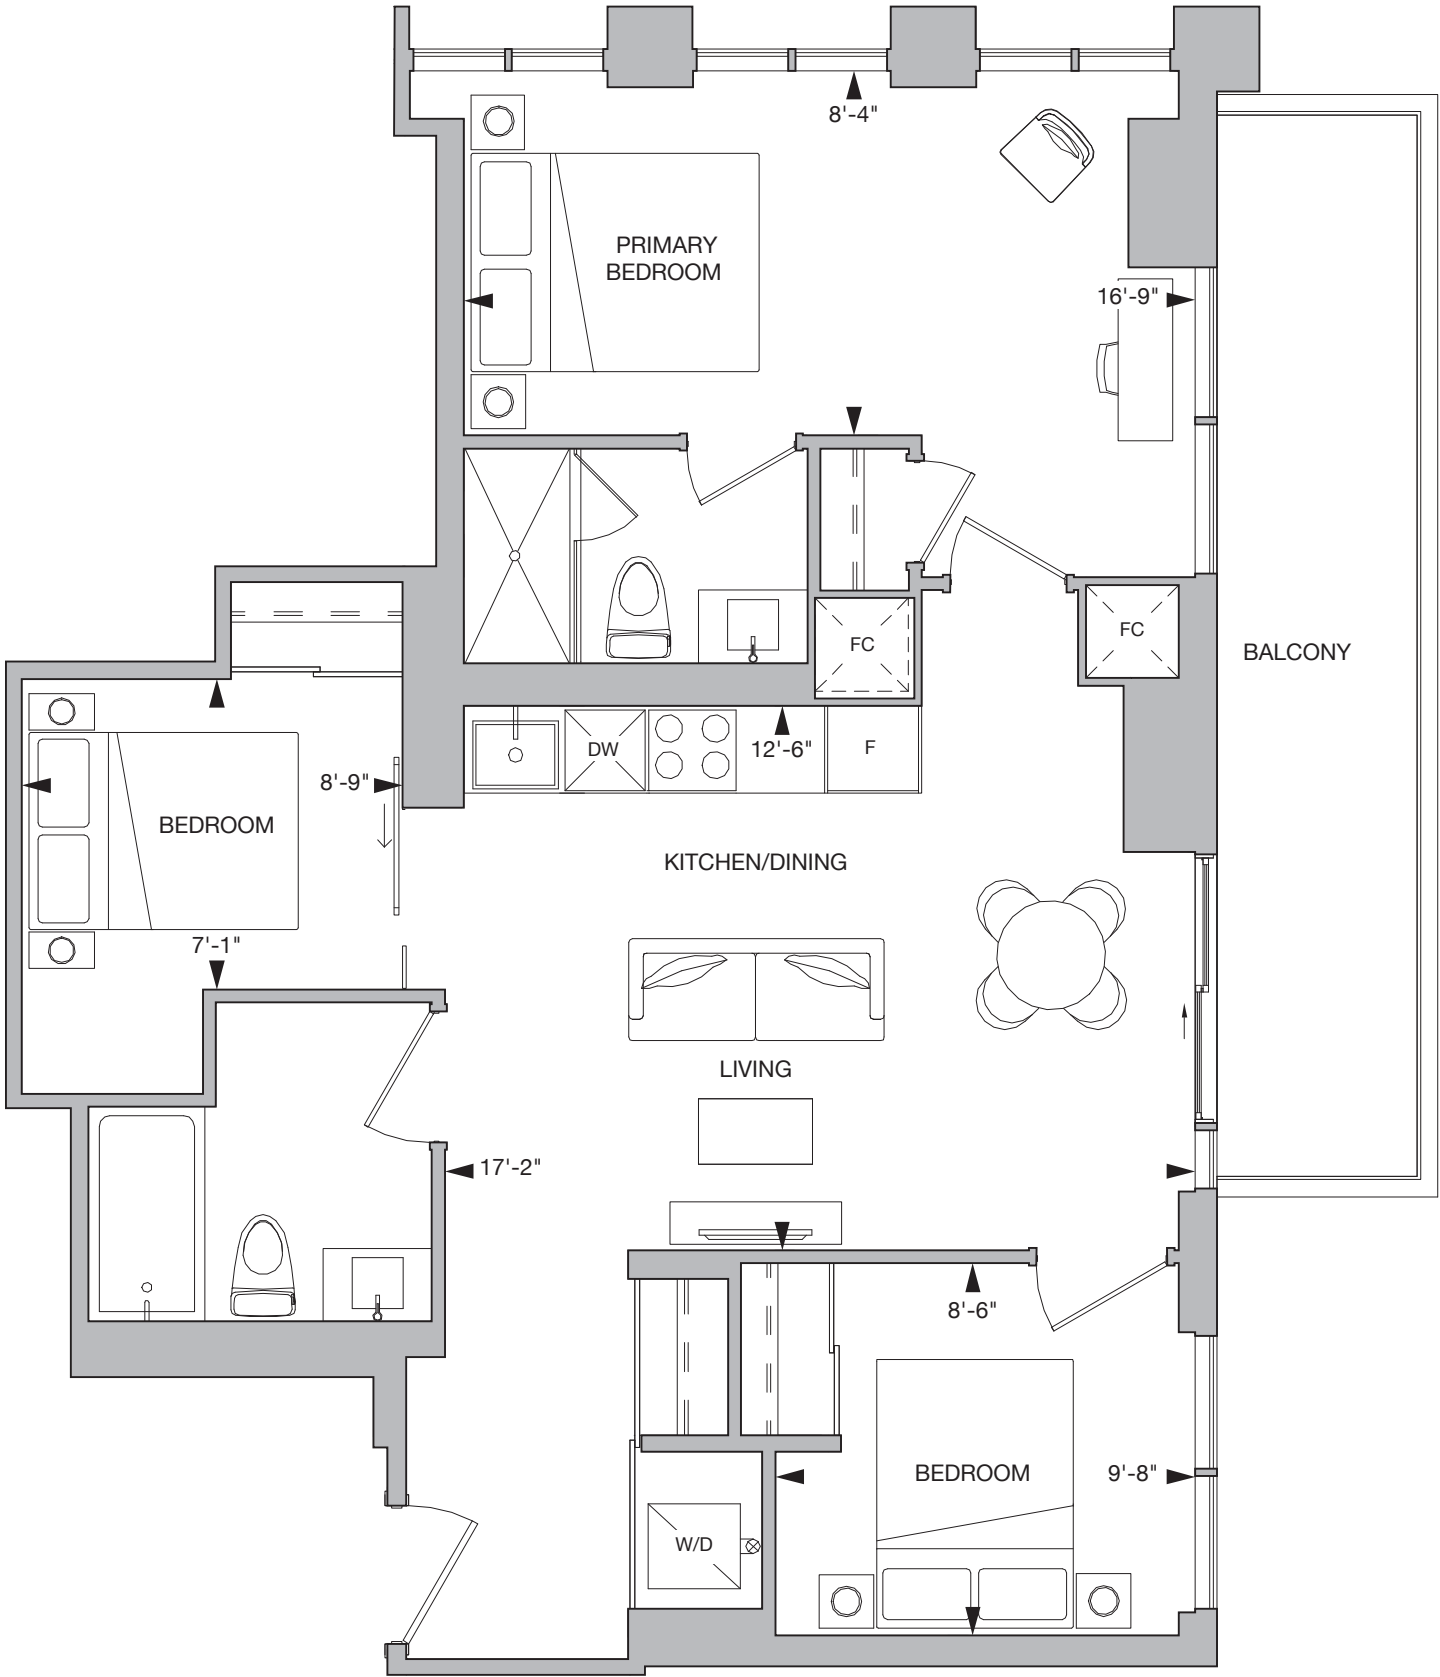 8'-4"
PRIMARY
BEDROOM
16'-9"
FC
FC
BALCONY
DW
12'-6"
F
8'-9"
BEDROOM
KITCHEN/DINING
7'-1"
LIVING
17'-2"
8'-6"
BEDROOM
9'-8"
W/D